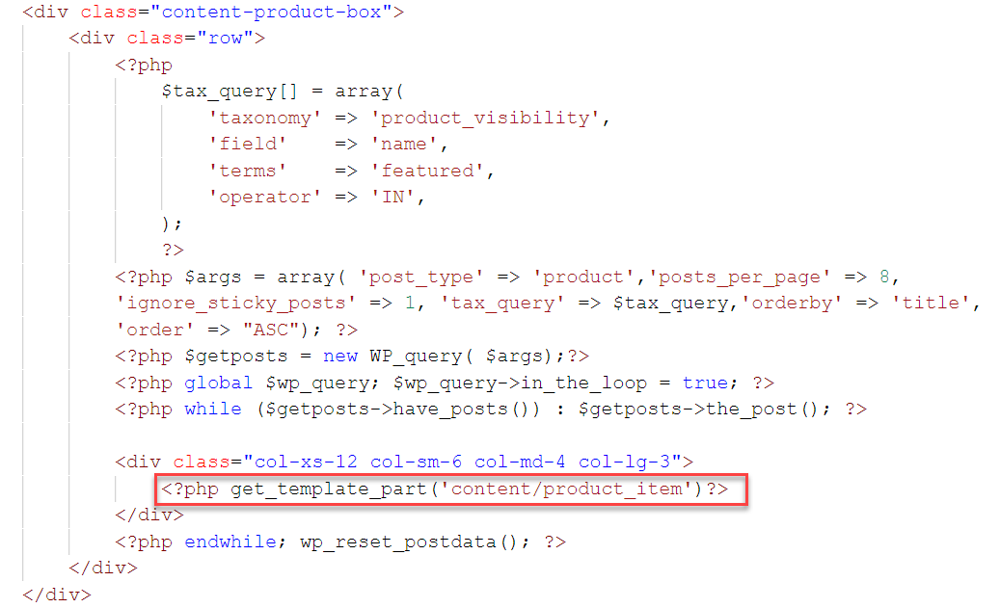 <div class="content-product-box">
<div class="row">
<?php
$tax_query[] = array(
'taxonomy' => 'product_visibility',
'field'    => 'name',
'terms'    => 'featured',
'operator' => 'IN',
);
?>
<?php $args = array( 'post_type' => 'product','posts_per_page' => 8,
'ignore_sticky_posts' => 1, 'tax_query' => $tax_query,'orderby' => 'title',
'order' => "ASC"); ?>
<?php $getposts = new WP_query( $args);?>
<?php global $wp_query; $wp_query->in_the_loop = true; ?>
<?php while ($getposts->have_posts()) : $getposts->the_post(); ?>
<div class="col-xs-12 col-sm-6 col-md-4 col-lg-3">
<?php get_template_part('content/product_item')?>
</div>
<?php endwhile; wp_reset_postdata(); ?>
</div>
</div>